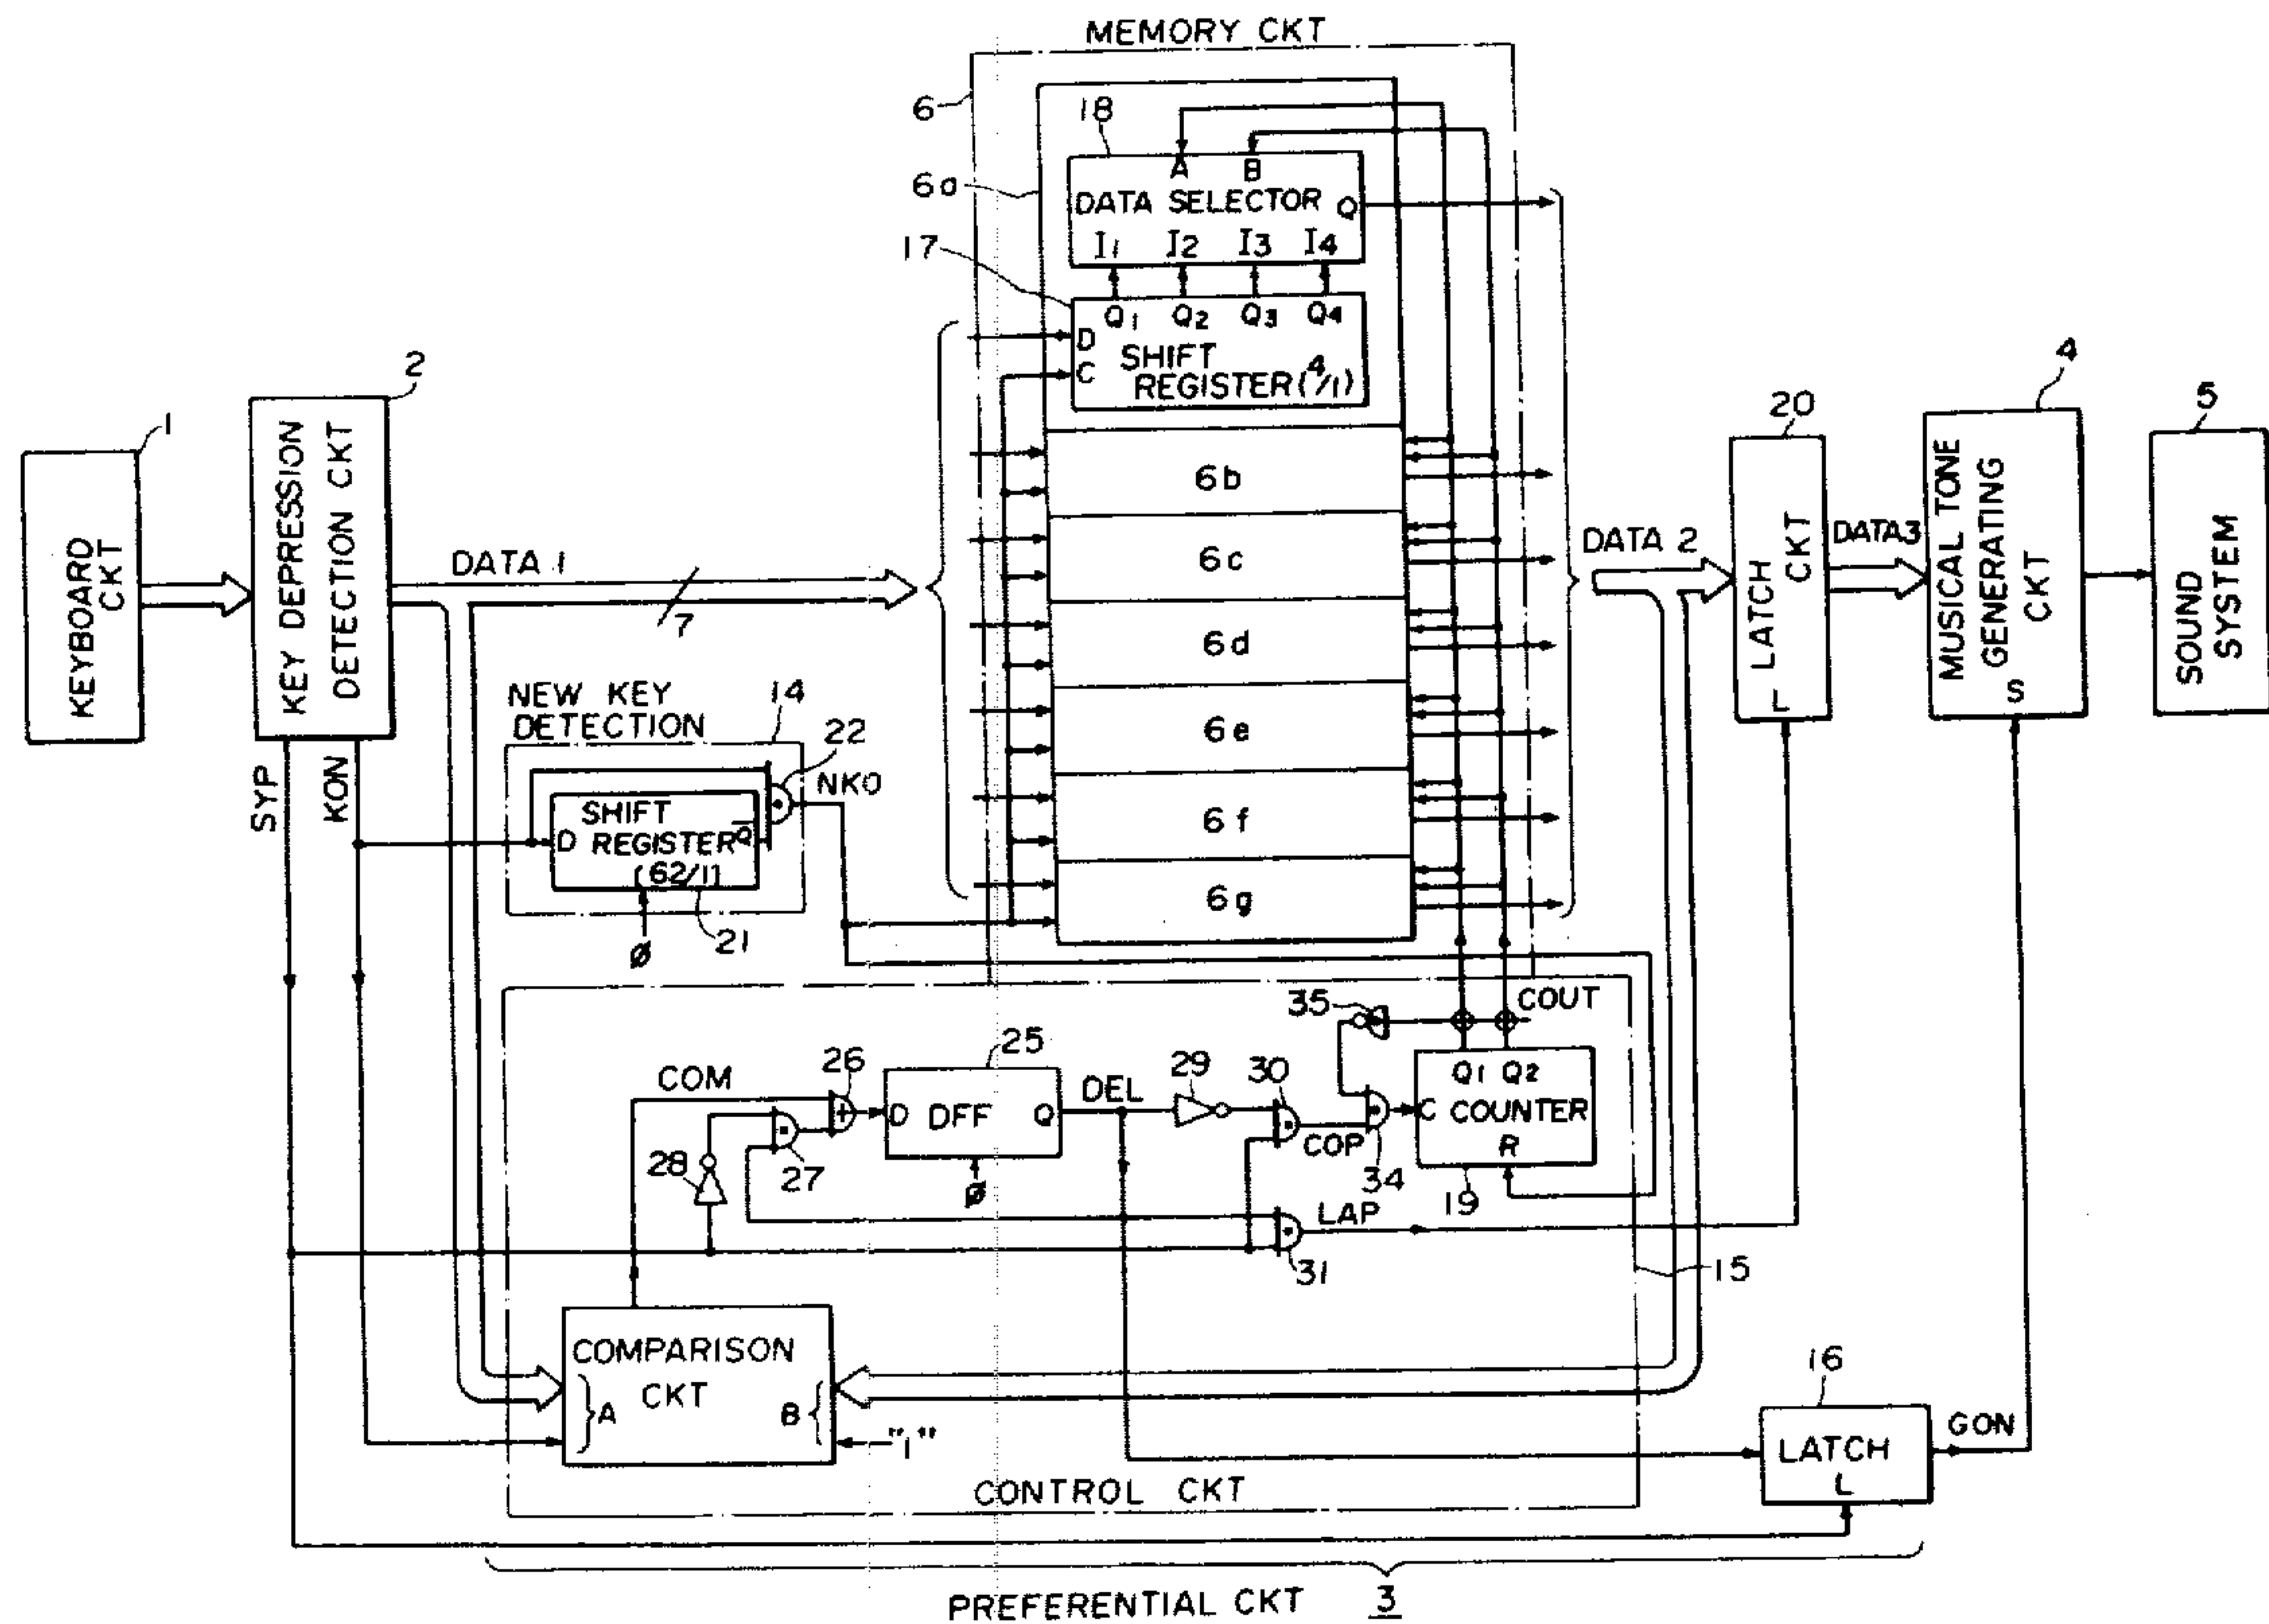 MEMORY CKT
6
18
6a
A B
DATA SELECTOR Q
I1 I2 I3 I4
17
Q1 Q2 Q3 Q4
D
C
SHIFT
REGISTER (4/1)
1
KEYBOARD
CKT
2
KEY DEPRESSION
DETECTION CKT
DATA 1
7
6b
6c
6d
6e
6f
6g
DATA 2
20
LATCH
CKT
L
DATA3
4
MUSICAL TONE
GENERATING
CKT
S
5
SOUND
SYSTEM
NEW KEY
DETECTION
14
22
NKO
SHIFT
D REGISTER Q
(62/1)
ø
21
SYP
KON
35
COUT
COM
26
25
DEL
29
30
D DFF Q
ø
28
27
COP
34
Q1 Q2
C COUNTER
R
19
LAP
31
15
COMPARISON
CKT
A
B
"1"
CONTROL CKT
16
LATCH
L
GON
PREFERENTIAL CKT 3